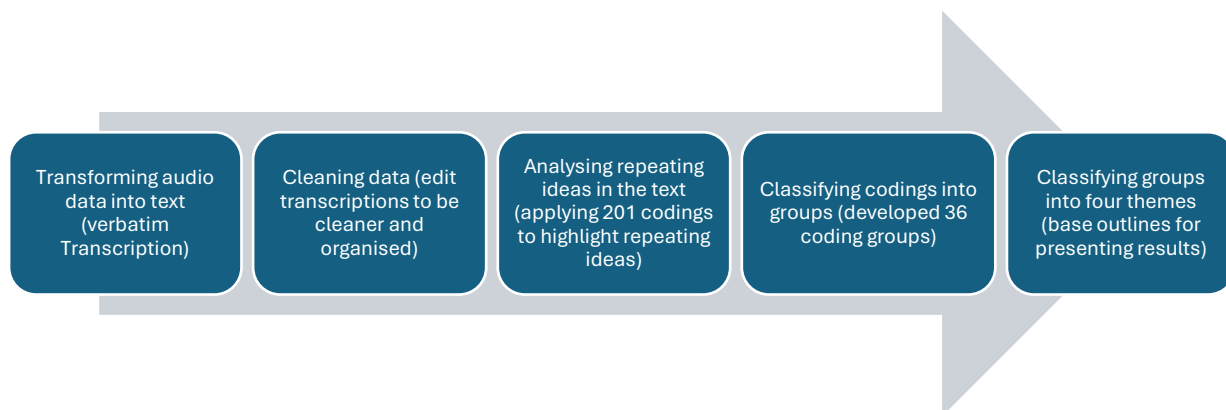 Transforming audio
data into text
(verbatim
Transcription)
Cleaning data (edit
transcriptions to be
cleaner and
organised)
Analysing repeating
ideas in the text
(applying 201 codings
to highlight repeating
ideas)
Classifying codings into
groups (developed 36
coding groups)
Classifying groups
into four themes
(base outlines for
presenting results)